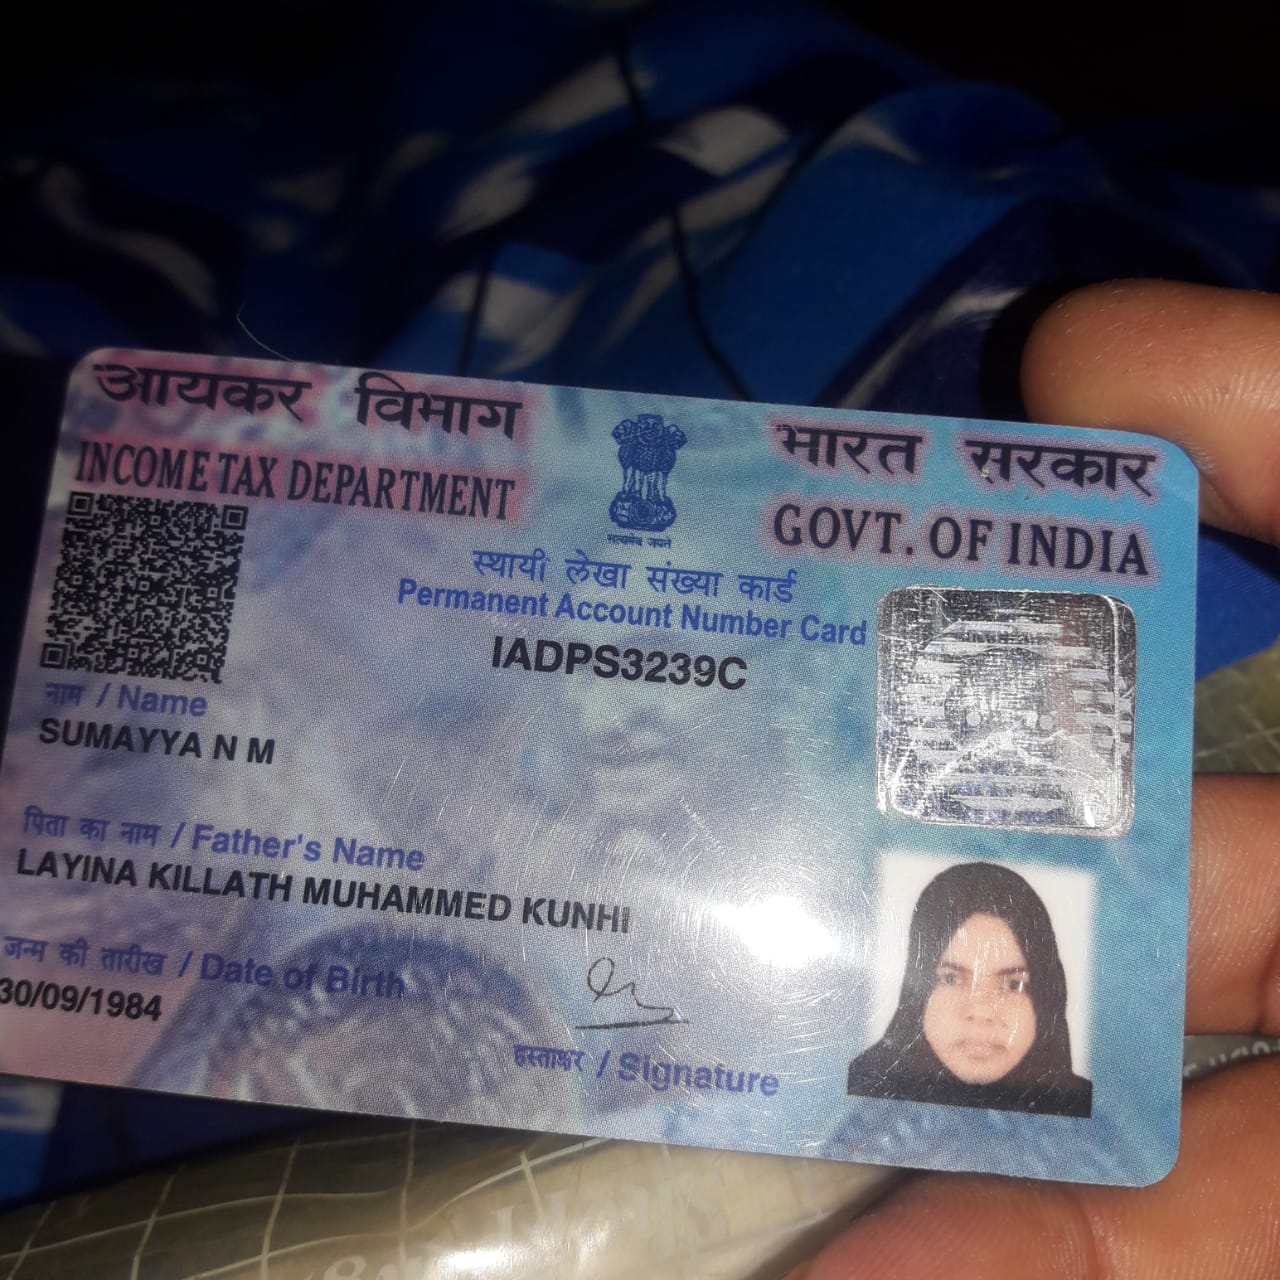 आयकर विभाग
INCOME TAX DEPARTMENT
भारत सरकार
GOVT. OF INDIA
सत्यमेव जयते
स्थायी लेखा संख्या कार्ड
Permanent Account Number Card
IADPS3239C
नाम / Name
SUMAYYA N M
पिता का नाम / Father's Name
LAYINA KILLATH MUHAMMED KUNHI
जन्म की तारीख / Date of Birth
30/09/1984
हस्ताक्षर / Signature